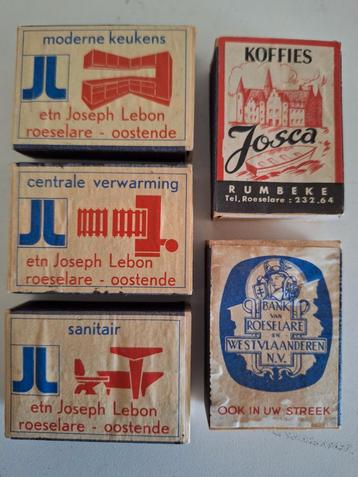 moderne keukens
JL
etn Joseph Lebon
roeselare - oostende
centrale verwarming
JL
etn Joseph Lebon
roeselare - oostende
sanitair
JL
etn Joseph Lebon
roeselare - oostende
KOFFIES
Josca
RUMBEKE
Tel. Roeselare : 232.64
BANK
VAN
ROESELARE
EN
WESTVLAANDEREN
N.V.
OOK IN UW STREEK